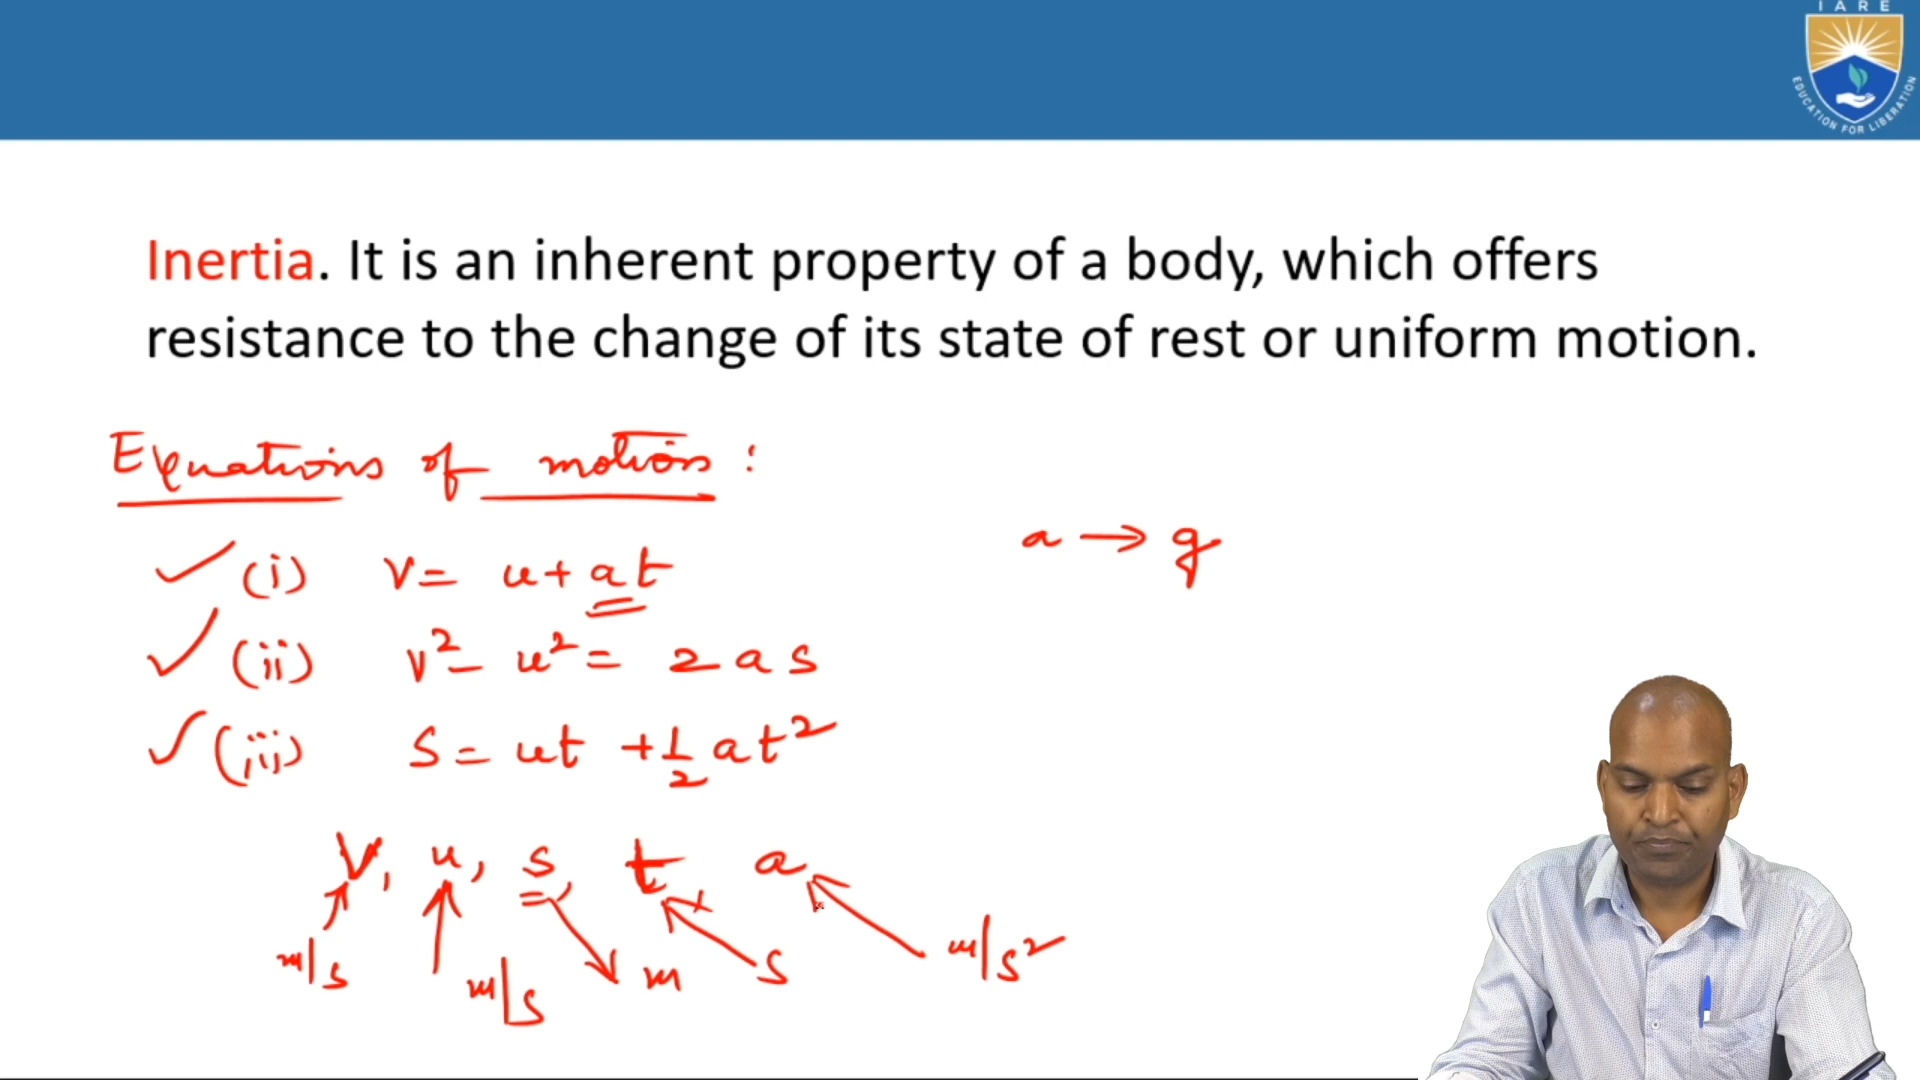 IARE
EDUCATION FOR LIBERATION
Inertia. It is an inherent property of a body, which offers
resistance to the change of its state of rest or uniform motion.
Equations of motion :
(i) v = u + at
a → g
(ii) v² - u² = 2as
(iii) s = ut + 1/2 at²
v, u, s, t a
m/s m/s m s m/s²